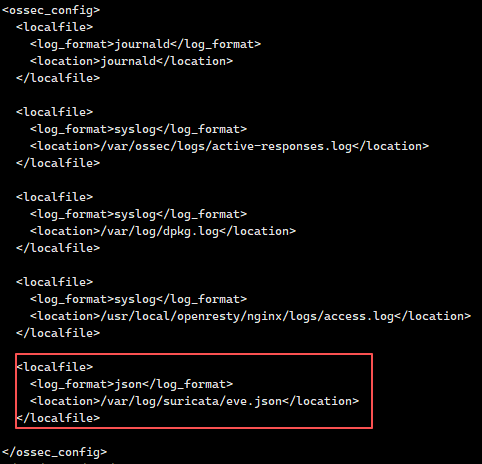 <ossec_config>
  <localfile>
    <log_format>journald</log_format>
    <location>journald</location>
  </localfile>

  <localfile>
    <log_format>syslog</log_format>
    <location>/var/ossec/logs/active-responses.log</location>
  </localfile>

  <localfile>
    <log_format>syslog</log_format>
    <location>/var/log/dpkg.log</location>
  </localfile>

  <localfile>
    <log_format>syslog</log_format>
    <location>/usr/local/openresty/nginx/logs/access.log</location>
  </localfile>

  <localfile>
    <log_format>json</log_format>
    <location>/var/log/suricata/eve.json</location>
  </localfile>

</ossec_config>